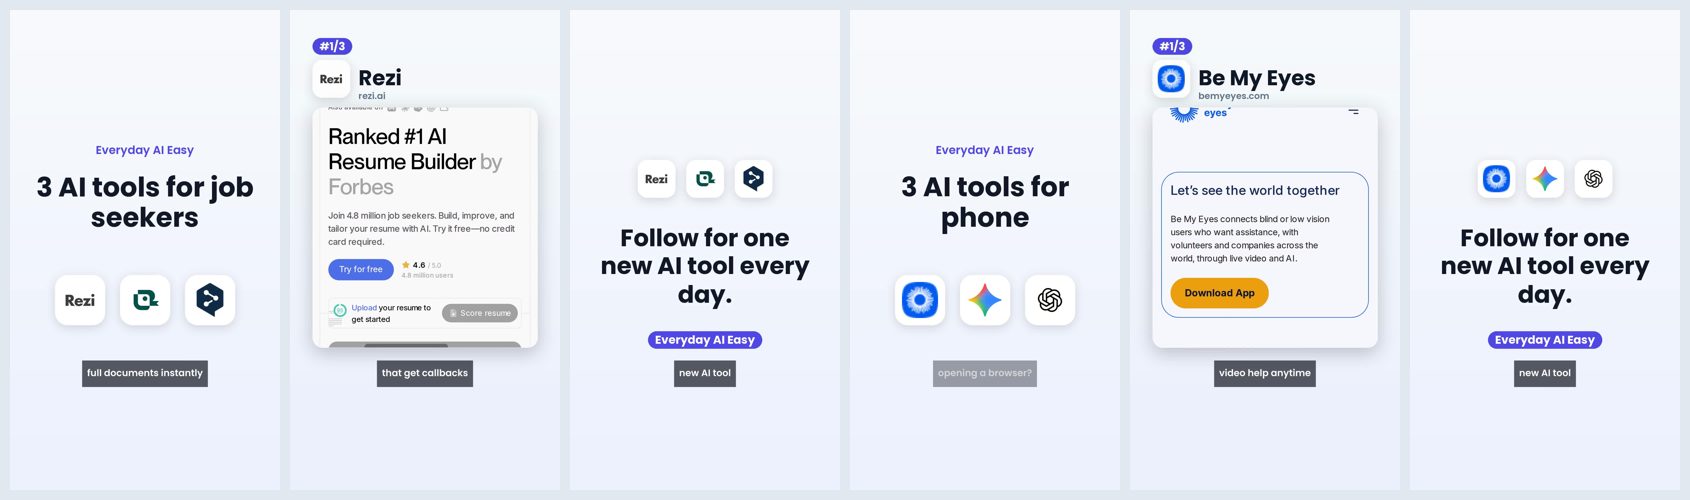 Everyday AI Easy
3 AI tools for job
seekers
Rezi
full documents instantly
#1/3
Rezi
Rezi
rezi.ai
Ranked #1 AI
Resume Builder by
Forbes
Join 4.8 million job seekers. Build, improve, and
tailor your resume with AI. Try it free—no credit
card required.
Try for free
4.6 / 5.0
4.8 million users
Upload your resume to
get started
Score resume
that get callbacks
Rezi
Follow for one
new AI tool every
day.
Everyday AI Easy
new AI tool
Everyday AI Easy
3 AI tools for
phone
opening a browser?
#1/3
Be My Eyes
bemyeyes.com
eyes
Let's see the world together
Be My Eyes connects blind or low vision
users who want assistance, with
volunteers and companies across the
world, through live video and AI.
Download App
video help anytime
Follow for one
new AI tool every
day.
Everyday AI Easy
new AI tool